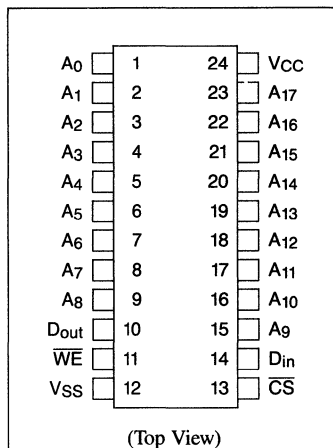 A0 1 24 VCC
A1 2 23 A17
A2 3 22 A16
A3 4 21 A15
A4 5 20 A14
A5 6 19 A13
A6 7 18 A12
A7 8 17 A11
A8 9 16 A10
Dout 10 15 A9
W̅E̅ 11 14 Din
VSS 12 13 C̅S̅
(Top View)